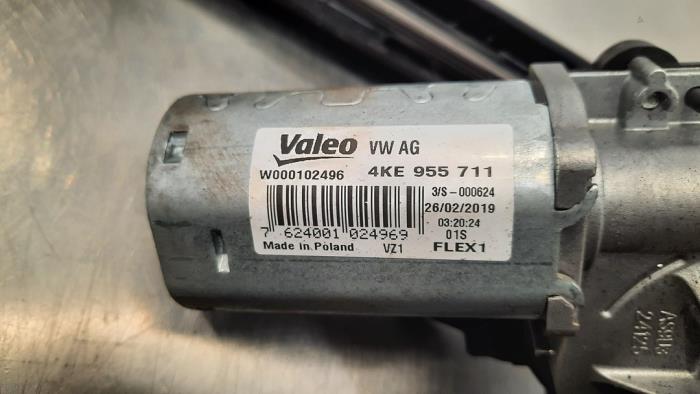 Valeo VW AG
W000102496 4KE 955 711
3/S-000624
26/02/2019
03:20:24
7 624001 024969 01S
Made in Poland VZ1 FLEX1
24125